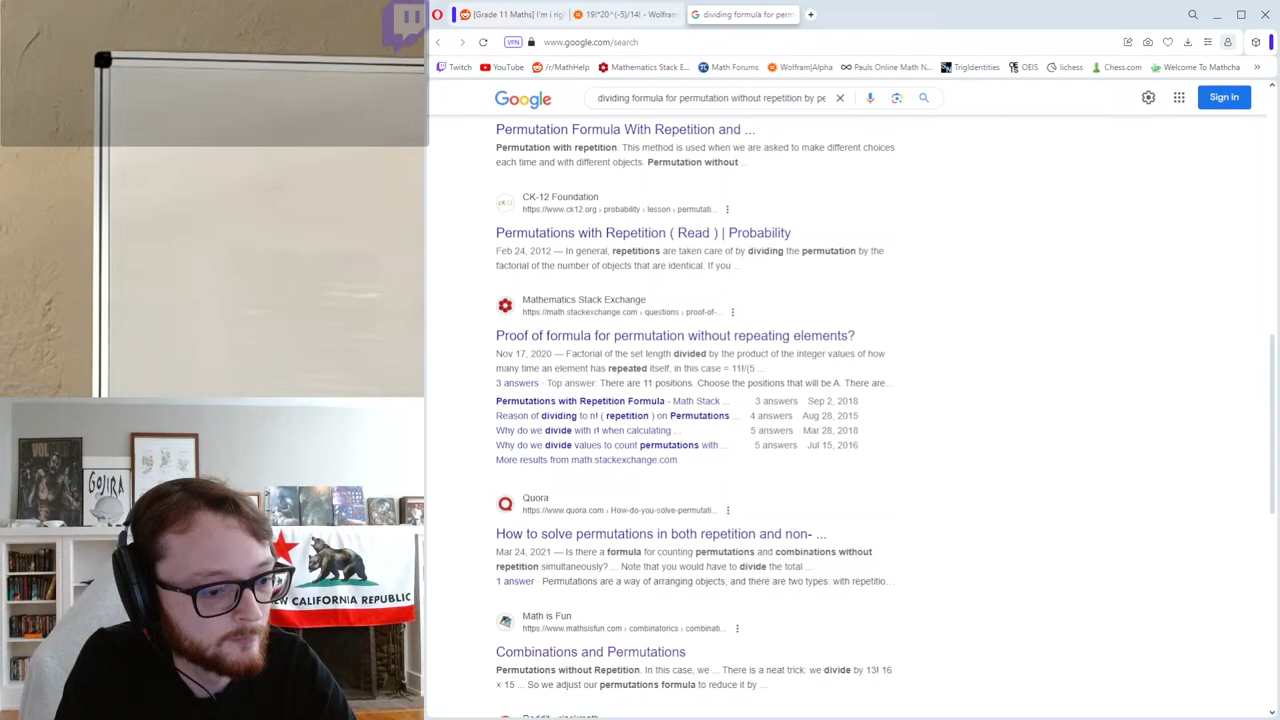 [Grade 11 Maths] I'm i rig
19!*20^(-5)/14! - Wolfram
dividing formula for perm
VPN
www.google.com/search
Twitch
YouTube
/r/MathHelp
Mathematics Stack E...
Math Forums
Wolfram|Alpha
Pauls Online Math N...
TrigIdentities
OEIS
lichess
Chess.com
Welcome To Mathcha
Google
dividing formula for permutation without repetition by pe
Sign in
Permutation Formula With Repetition and ...
Permutation with repetition. This method is used when we are asked to make different choices
each time and with different objects. Permutation without ...
CK-12 Foundation
https://www.ck12.org › probability › lesson › permutati...
Permutations with Repetition ( Read ) | Probability
Feb 24, 2012 — In general, repetitions are taken care of by dividing the permutation by the
factorial of the number of objects that are identical. If you ...
Mathematics Stack Exchange
https://math.stackexchange.com › questions › proof-of-...
Proof of formula for permutation without repeating elements?
Nov 17, 2020 — Factorial of the set length divided by the product of the integer values of how
many time an element has repeated itself, in this case = 11!/(5 ...
3 answers · Top answer: There are 11 positions. Choose the positions that will be A. There are...
Permutations with Repetition Formula - Math Stack ... 3 answers Sep 2, 2018
Reason of dividing to n! ( repetition ) on Permutations ... 4 answers Aug 28, 2015
Why do we divide with r! when calculating ... 5 answers Mar 28, 2018
Why do we divide values to count permutations with ... 5 answers Jul 15, 2016
More results from math.stackexchange.com
Quora
https://www.quora.com › How-do-you-solve-permutati...
How to solve permutations in both repetition and non- ...
Mar 24, 2021 — Is there a formula for counting permutations and combinations without
repetition simultaneously? ... Note that you would have to divide the total ...
1 answer · Permutations are a way of arranging objects, and there are two types: with repetitio...
Math is Fun
https://www.mathsisfun.com › combinatorics › combinati...
Combinations and Permutations
Permutations without Repetition. In this case, we ... There is a neat trick: we divide by 13! 16
× 15 ... So we adjust our permutations formula to reduce it by ...
GOJIRA
NEW CALIFORNIA REPUBLIC